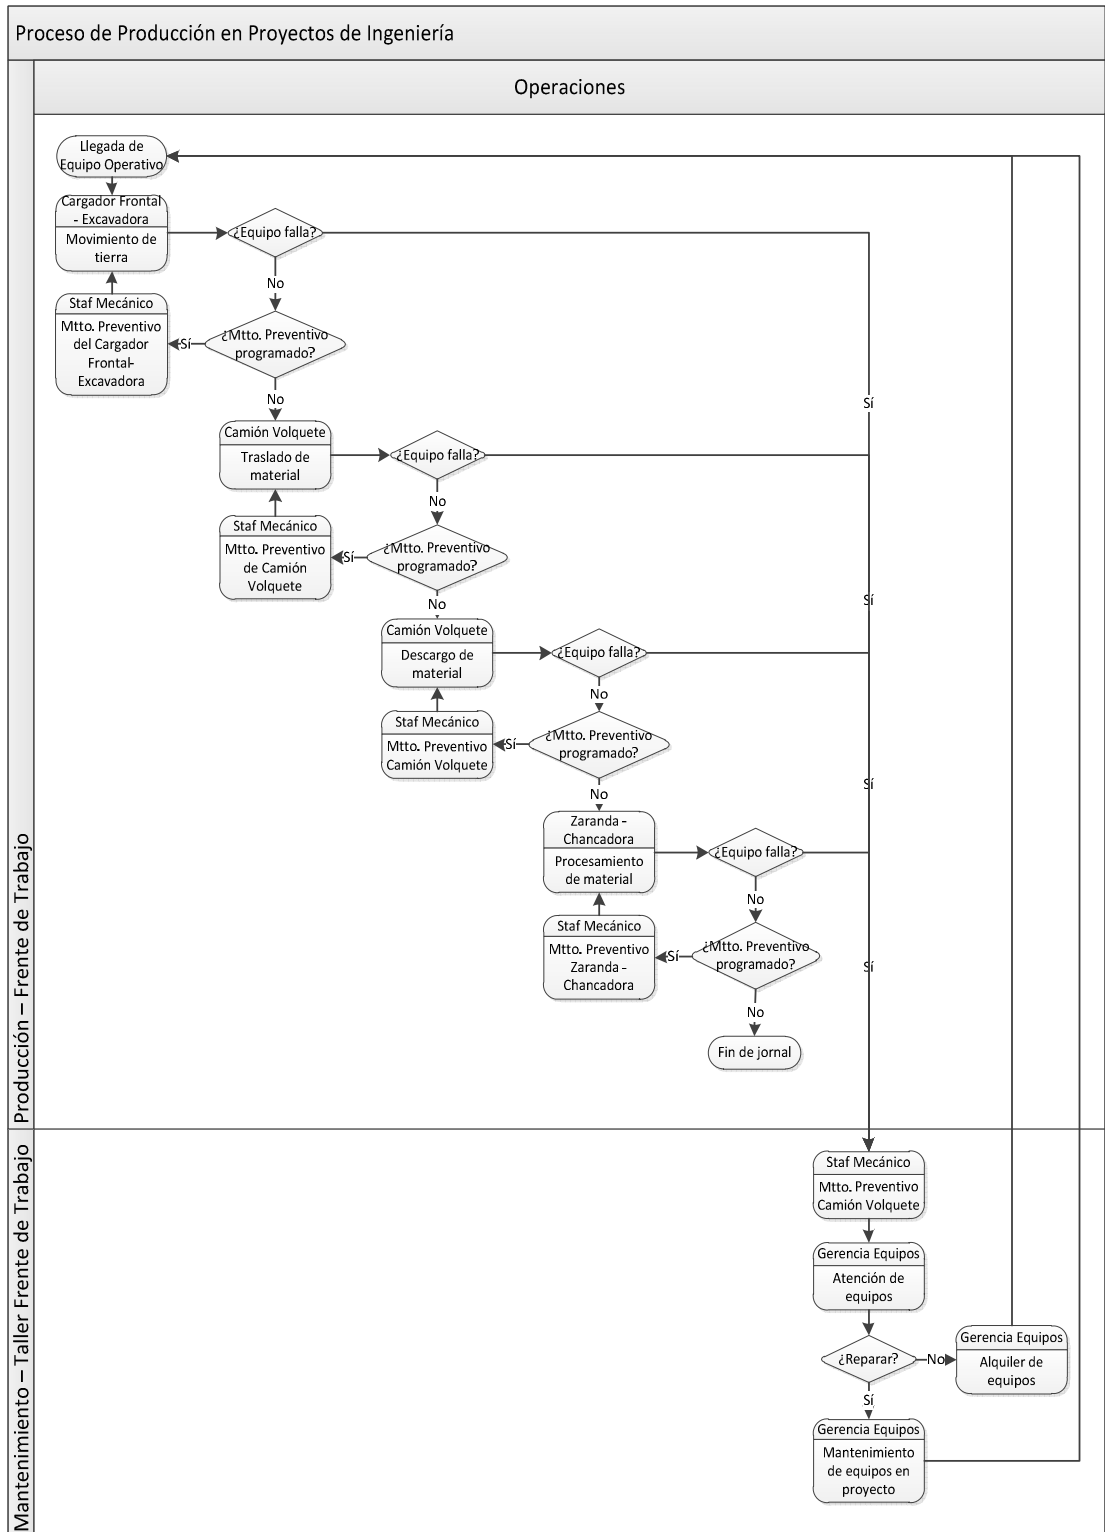 Proceso de Producción en Proyectos de Ingeniería
Operaciones
Producción – Frente de Trabajo
Llegada de
Equipo Operativo
Cargador Frontal
- Excavadora
Movimiento de
tierra
¿Equipo falla?
No
Staf Mecánico
Mtto. Preventivo
del Cargador
Frontal-
Excavadora
Sí
¿Mtto. Preventivo
programado?
No
Sí
Camión Volquete
Traslado de
material
¿Equipo falla?
No
Staf Mecánico
Mtto. Preventivo
de Camión
Volquete
Sí
¿Mtto. Preventivo
programado?
No
Sí
Camión Volquete
Descargo de
material
¿Equipo falla?
No
Staf Mecánico
Mtto. Preventivo
Camión Volquete
Sí
¿Mtto. Preventivo
programado?
No
Sí
Zaranda -
Chancadora
Procesamiento
de material
¿Equipo falla?
No
Staf Mecánico
Mtto. Preventivo
Zaranda -
Chancadora
Sí
¿Mtto. Preventivo
programado?
Sí
No
Fin de jornal
Mantenimiento – Taller Frente de Trabajo
Staf Mecánico
Mtto. Preventivo
Camión Volquete
Gerencia Equipos
Atención de
equipos
¿Reparar?
No
Gerencia Equipos
Alquiler de
equipos
Sí
Gerencia Equipos
Mantenimiento
de equipos en
proyecto